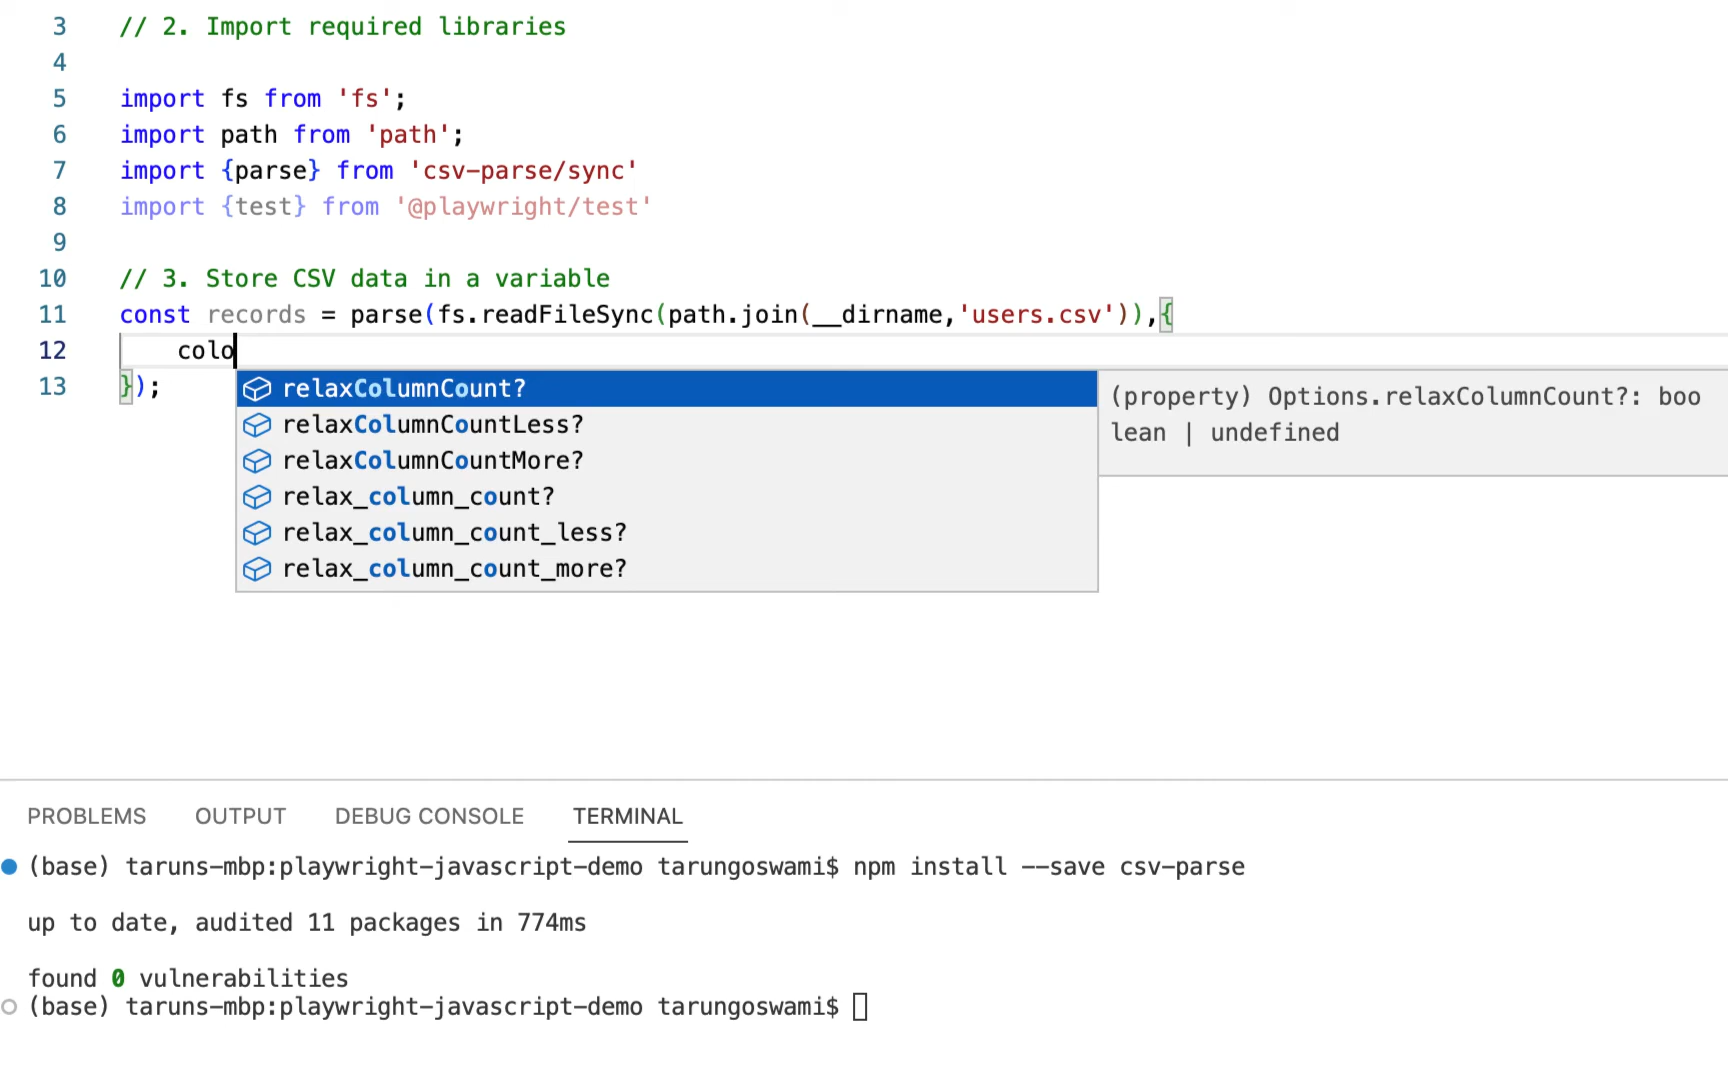 3 // 2. Import required libraries
4
5 import fs from 'fs';
6 import path from 'path';
7 import {parse} from 'csv-parse/sync'
8 import {test} from '@playwright/test'
9
10 // 3. Store CSV data in a variable
11 const records = parse(fs.readFileSync(path.join(__dirname,'users.csv')),{
12 colo
13 });
relaxColumnCount?
relaxColumnCountLess?
relaxColumnCountMore?
relax_column_count?
relax_column_count_less?
relax_column_count_more?
(property) Options.relaxColumnCount?: boo
lean | undefined
PROBLEMS OUTPUT DEBUG CONSOLE TERMINAL
(base) taruns-mbp:playwright-javascript-demo tarungoswami$ npm install --save csv-parse
up to date, audited 11 packages in 774ms
found 0 vulnerabilities
(base) taruns-mbp:playwright-javascript-demo tarungoswami$